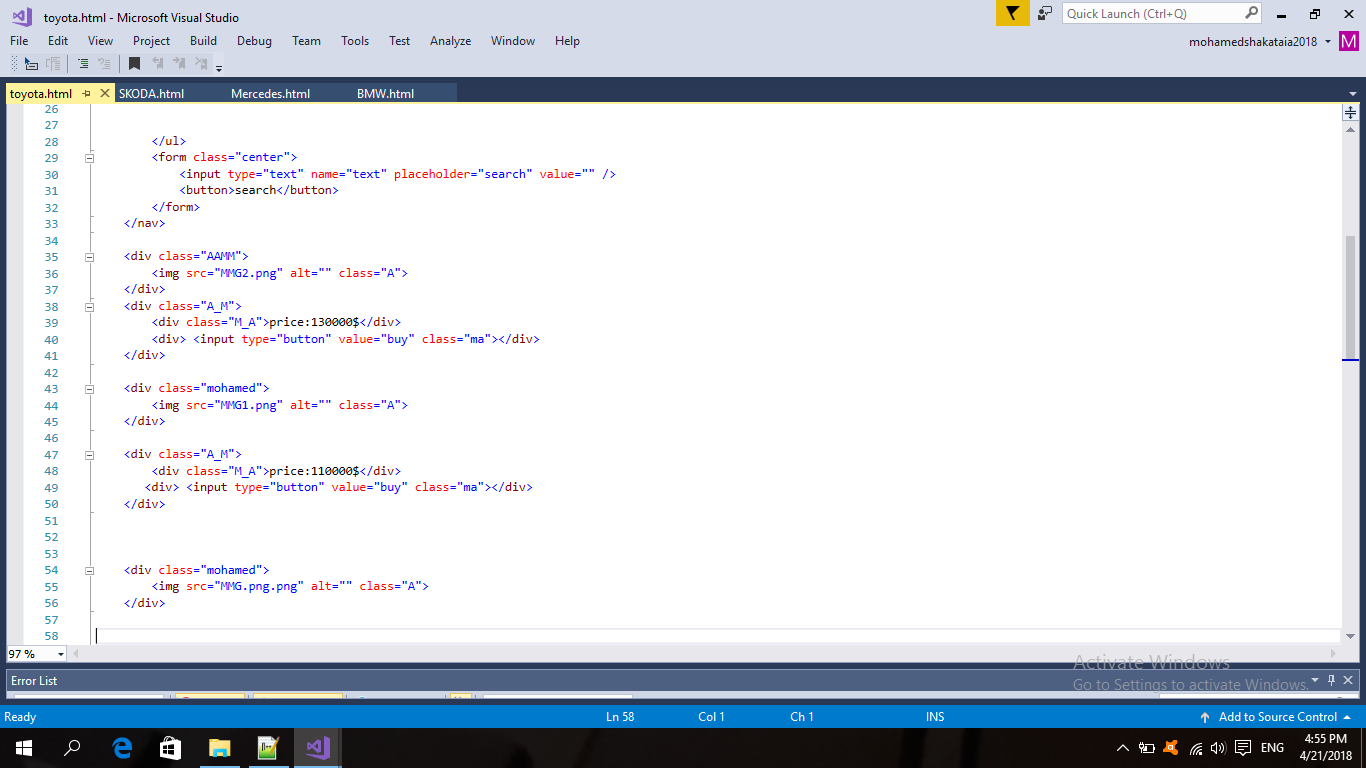 toyota.html - Microsoft Visual Studio
Quick Launch (Ctrl+Q)
File Edit View Project Build Debug Team Tools Test Analyze Window Help
mohamedshakataia2018 M
toyota.html SKODA.html Mercedes.html BMW.html
26
27
28 </ul>
29 <form class="center">
30 <input type="text" name="text" placeholder="search" value="" />
31 <button>search</button>
32 </form>
33 </nav>
34
35 <div class="AAMM">
36 <img src="MMG2.png" alt="" class="A">
37 </div>
38 <div class="A_M">
39 <div class="M_A">price:130000$</div>
40 <div> <input type="button" value="buy" class="ma"></div>
41 </div>
42
43 <div class="mohamed">
44 <img src="MMG1.png" alt="" class="A">
45 </div>
46
47 <div class="A_M">
48 <div class="M_A">price:110000$</div>
49 <div> <input type="button" value="buy" class="ma"></div>
50 </div>
51
52
53
54 <div class="mohamed">
55 <img src="MMG.png.png" alt="" class="A">
56 </div>
57
58
97 %
Activate Windows
Go to Settings to activate Windows.
Error List
Ready Ln 58 Col 1 Ch 1 INS Add to Source Control
ENG 4:55 PM
4/21/2018